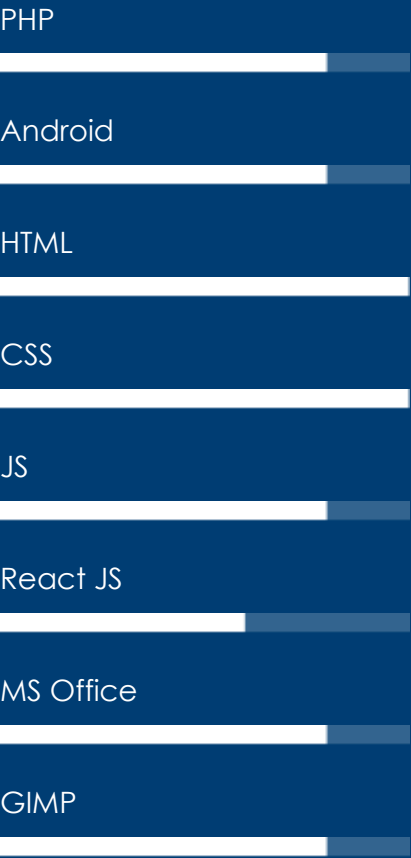 PHP
Android
HTML
CSS
JS
React JS
MS Office
GIMP